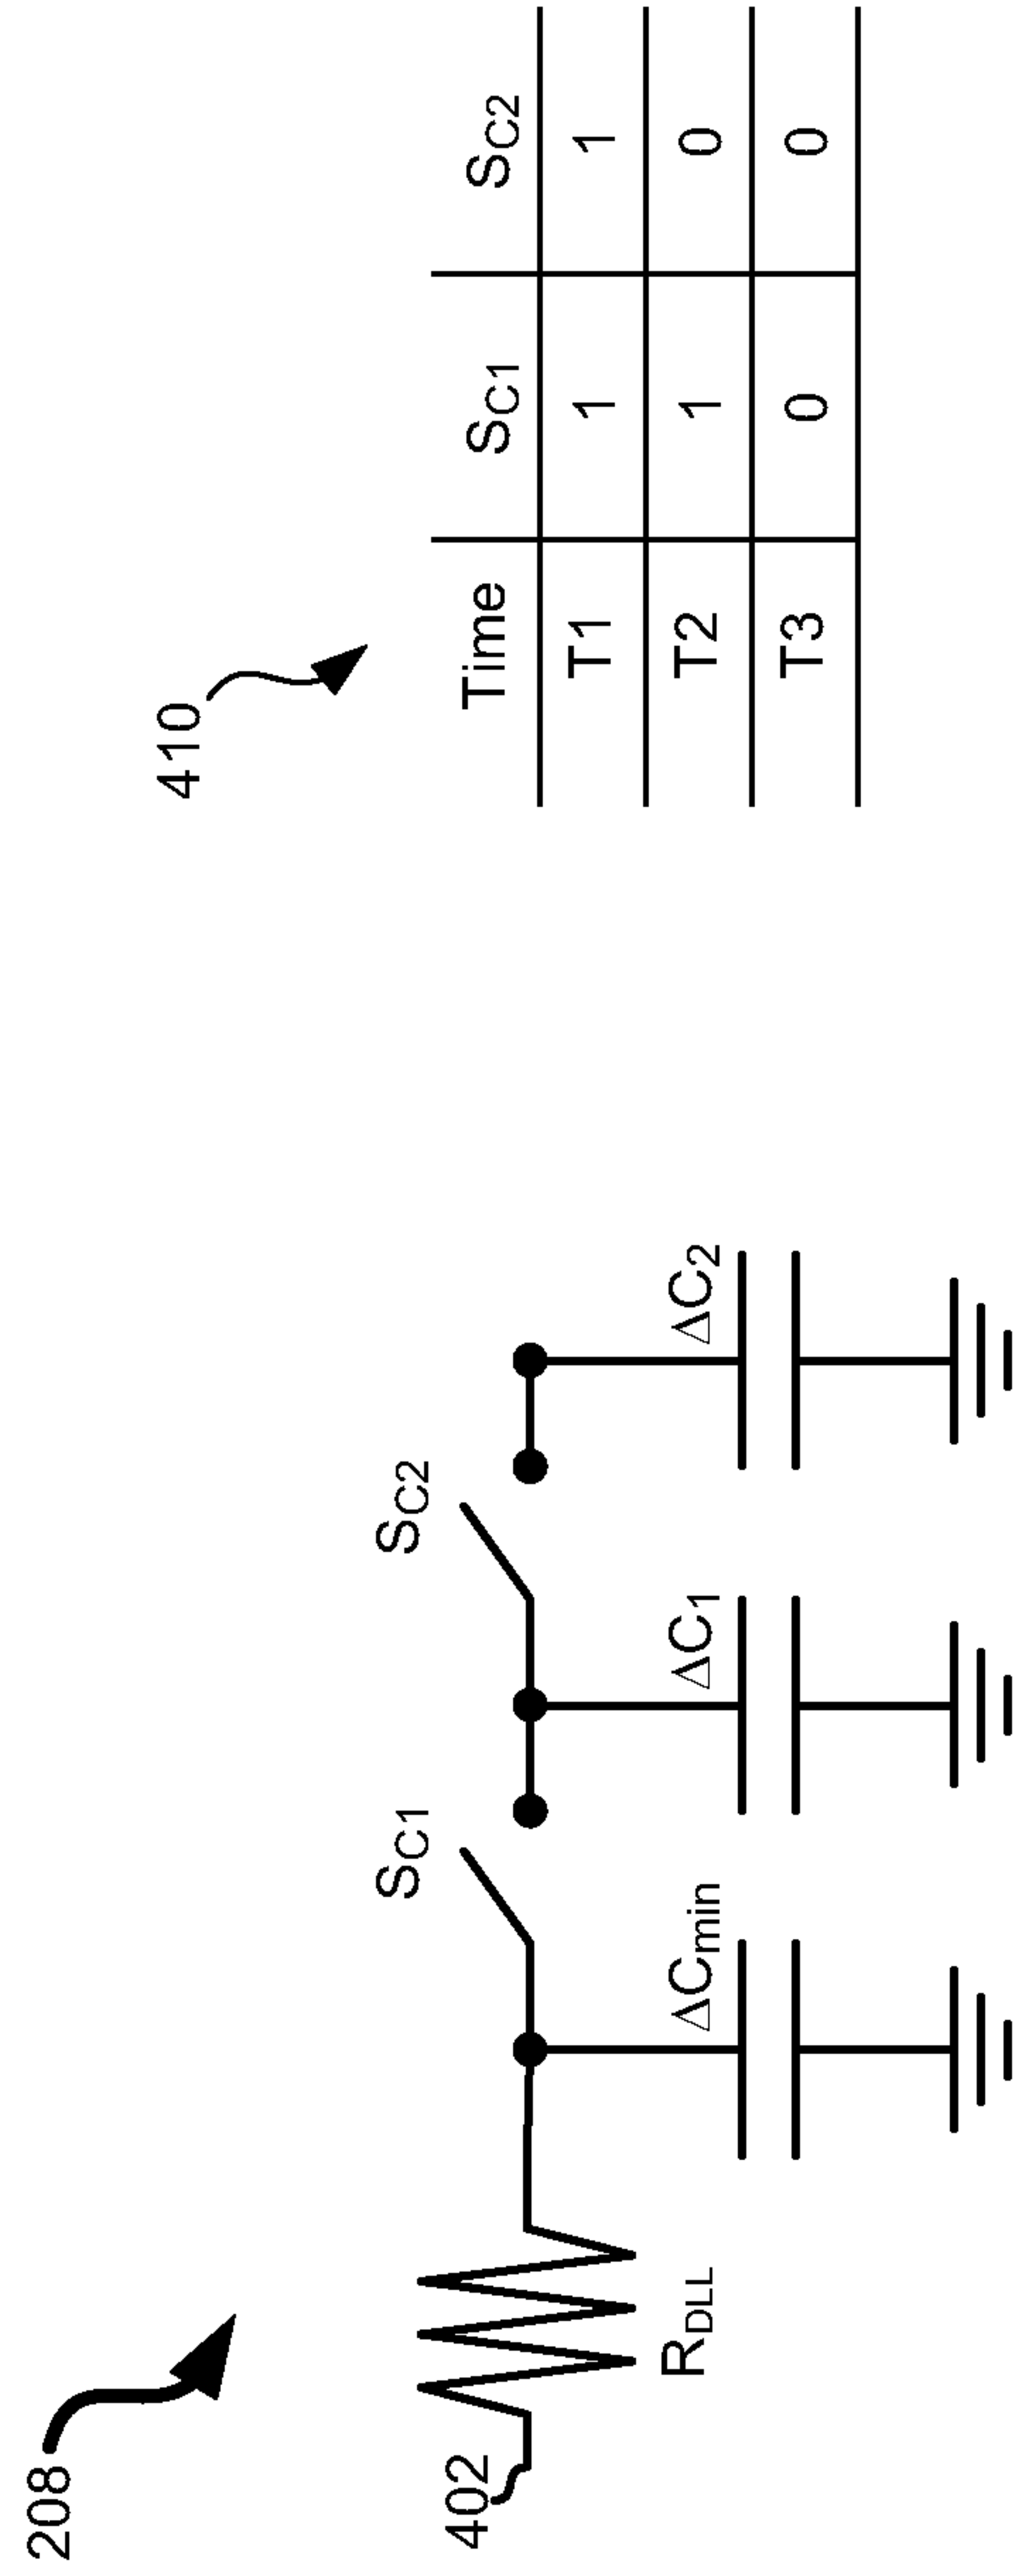 208
402
R_DLL
S_C1
S_C2
ΔC_min
ΔC_1
ΔC_2
410
Time S_C1 S_C2
T1 1 1
T2 1 0
T3 0 0